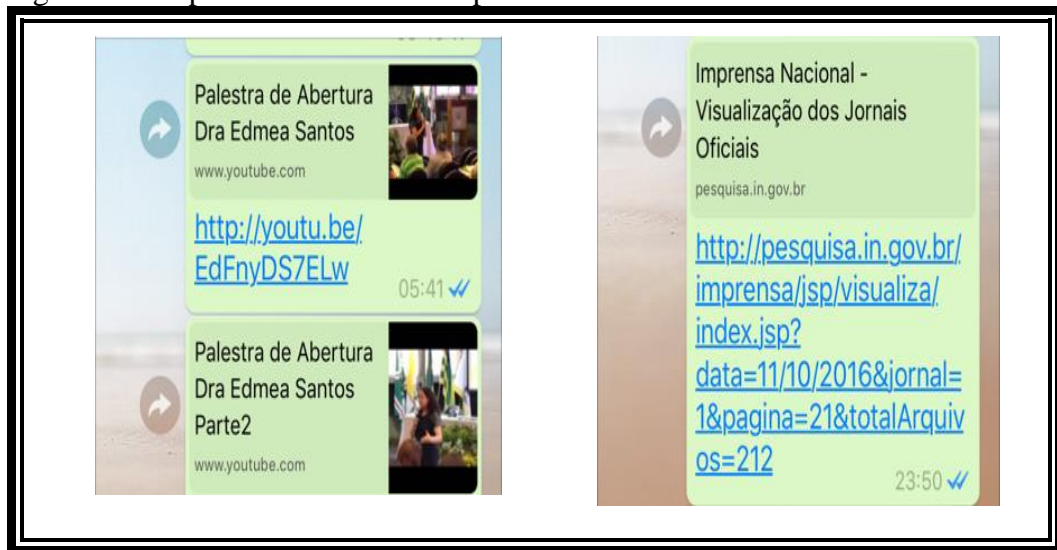 Palestra de Abertura
Dra Edmea Santos
www.youtube.com
http://youtu.be/
EdFnyDS7ELw
05:41
Palestra de Abertura
Dra Edmea Santos
Parte2
www.youtube.com
Imprensa Nacional -
Visualização dos Jornais
Oficiais
pesquisa.in.gov.br
http://pesquisa.in.gov.br/
imprensa/jsp/visualiza/
index.jsp?
data=11/10/2016&jornal=
1&pagina=21&totalArquiv
os=212
23:50